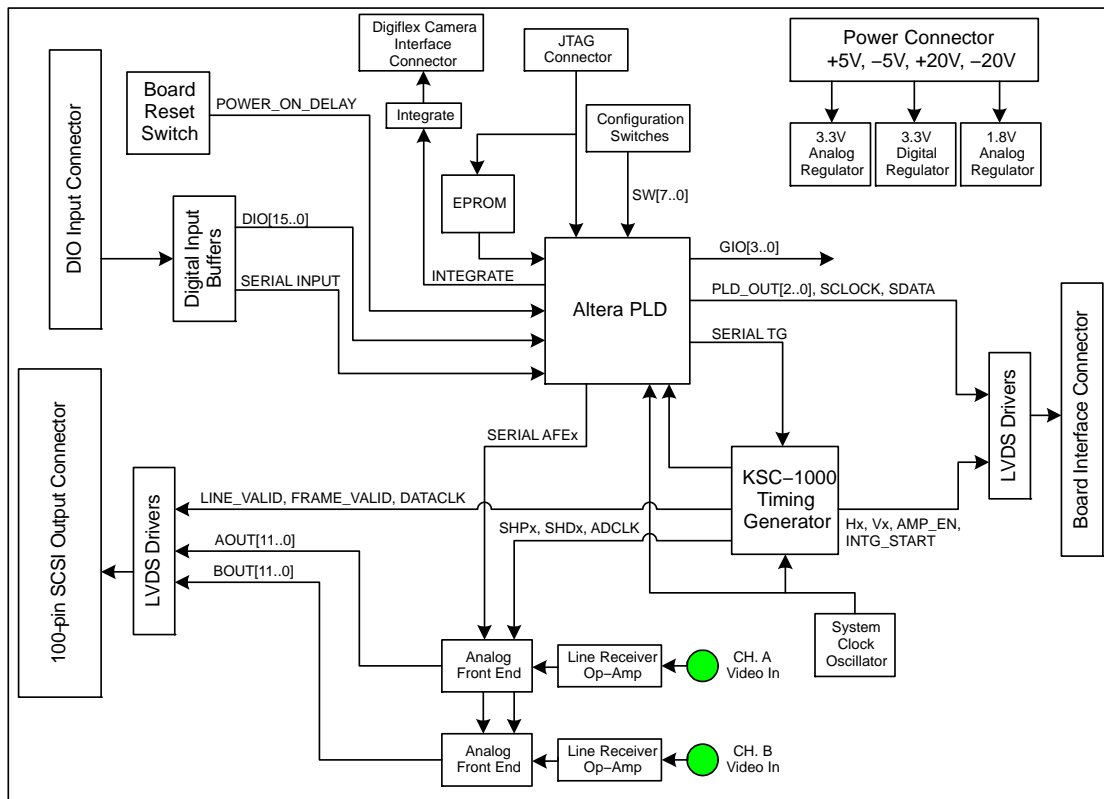 Digiflex Camera
Interface
Connector
JTAG
Connector
Power Connector
+5V, −5V, +20V, −20V
Board
Reset
Switch
POWER_ON_DELAY
Integrate
Configuration
Switches
3.3V
Analog
Regulator
3.3V
Digital
Regulator
1.8V
Analog
Regulator
DIO Input Connector
EPROM
SW[7..0]
Digital Input
Buffers
DIO[15..0]
SERIAL INPUT
INTEGRATE
Altera PLD
GIO[3..0]
PLD_OUT[2..0], SCLOCK, SDATA
SERIAL TG
LVDS Drivers
Board Interface Connector
100−pin SCSI Output Connector
SERIAL AFEx
KSC−1000
Timing
Generator
LINE_VALID, FRAME_VALID, DATACLK
SHPx, SHDx, ADCLK
Hx, Vx, AMP_EN,
INTG_START
LVDS Drivers
AOUT[11..0]
BOUT[11..0]
System
Clock
Oscillator
Analog
Front End
Line Receiver
Op−Amp
CH. A
Video In
Analog
Front End
Line Receiver
Op−Amp
CH. B
Video In